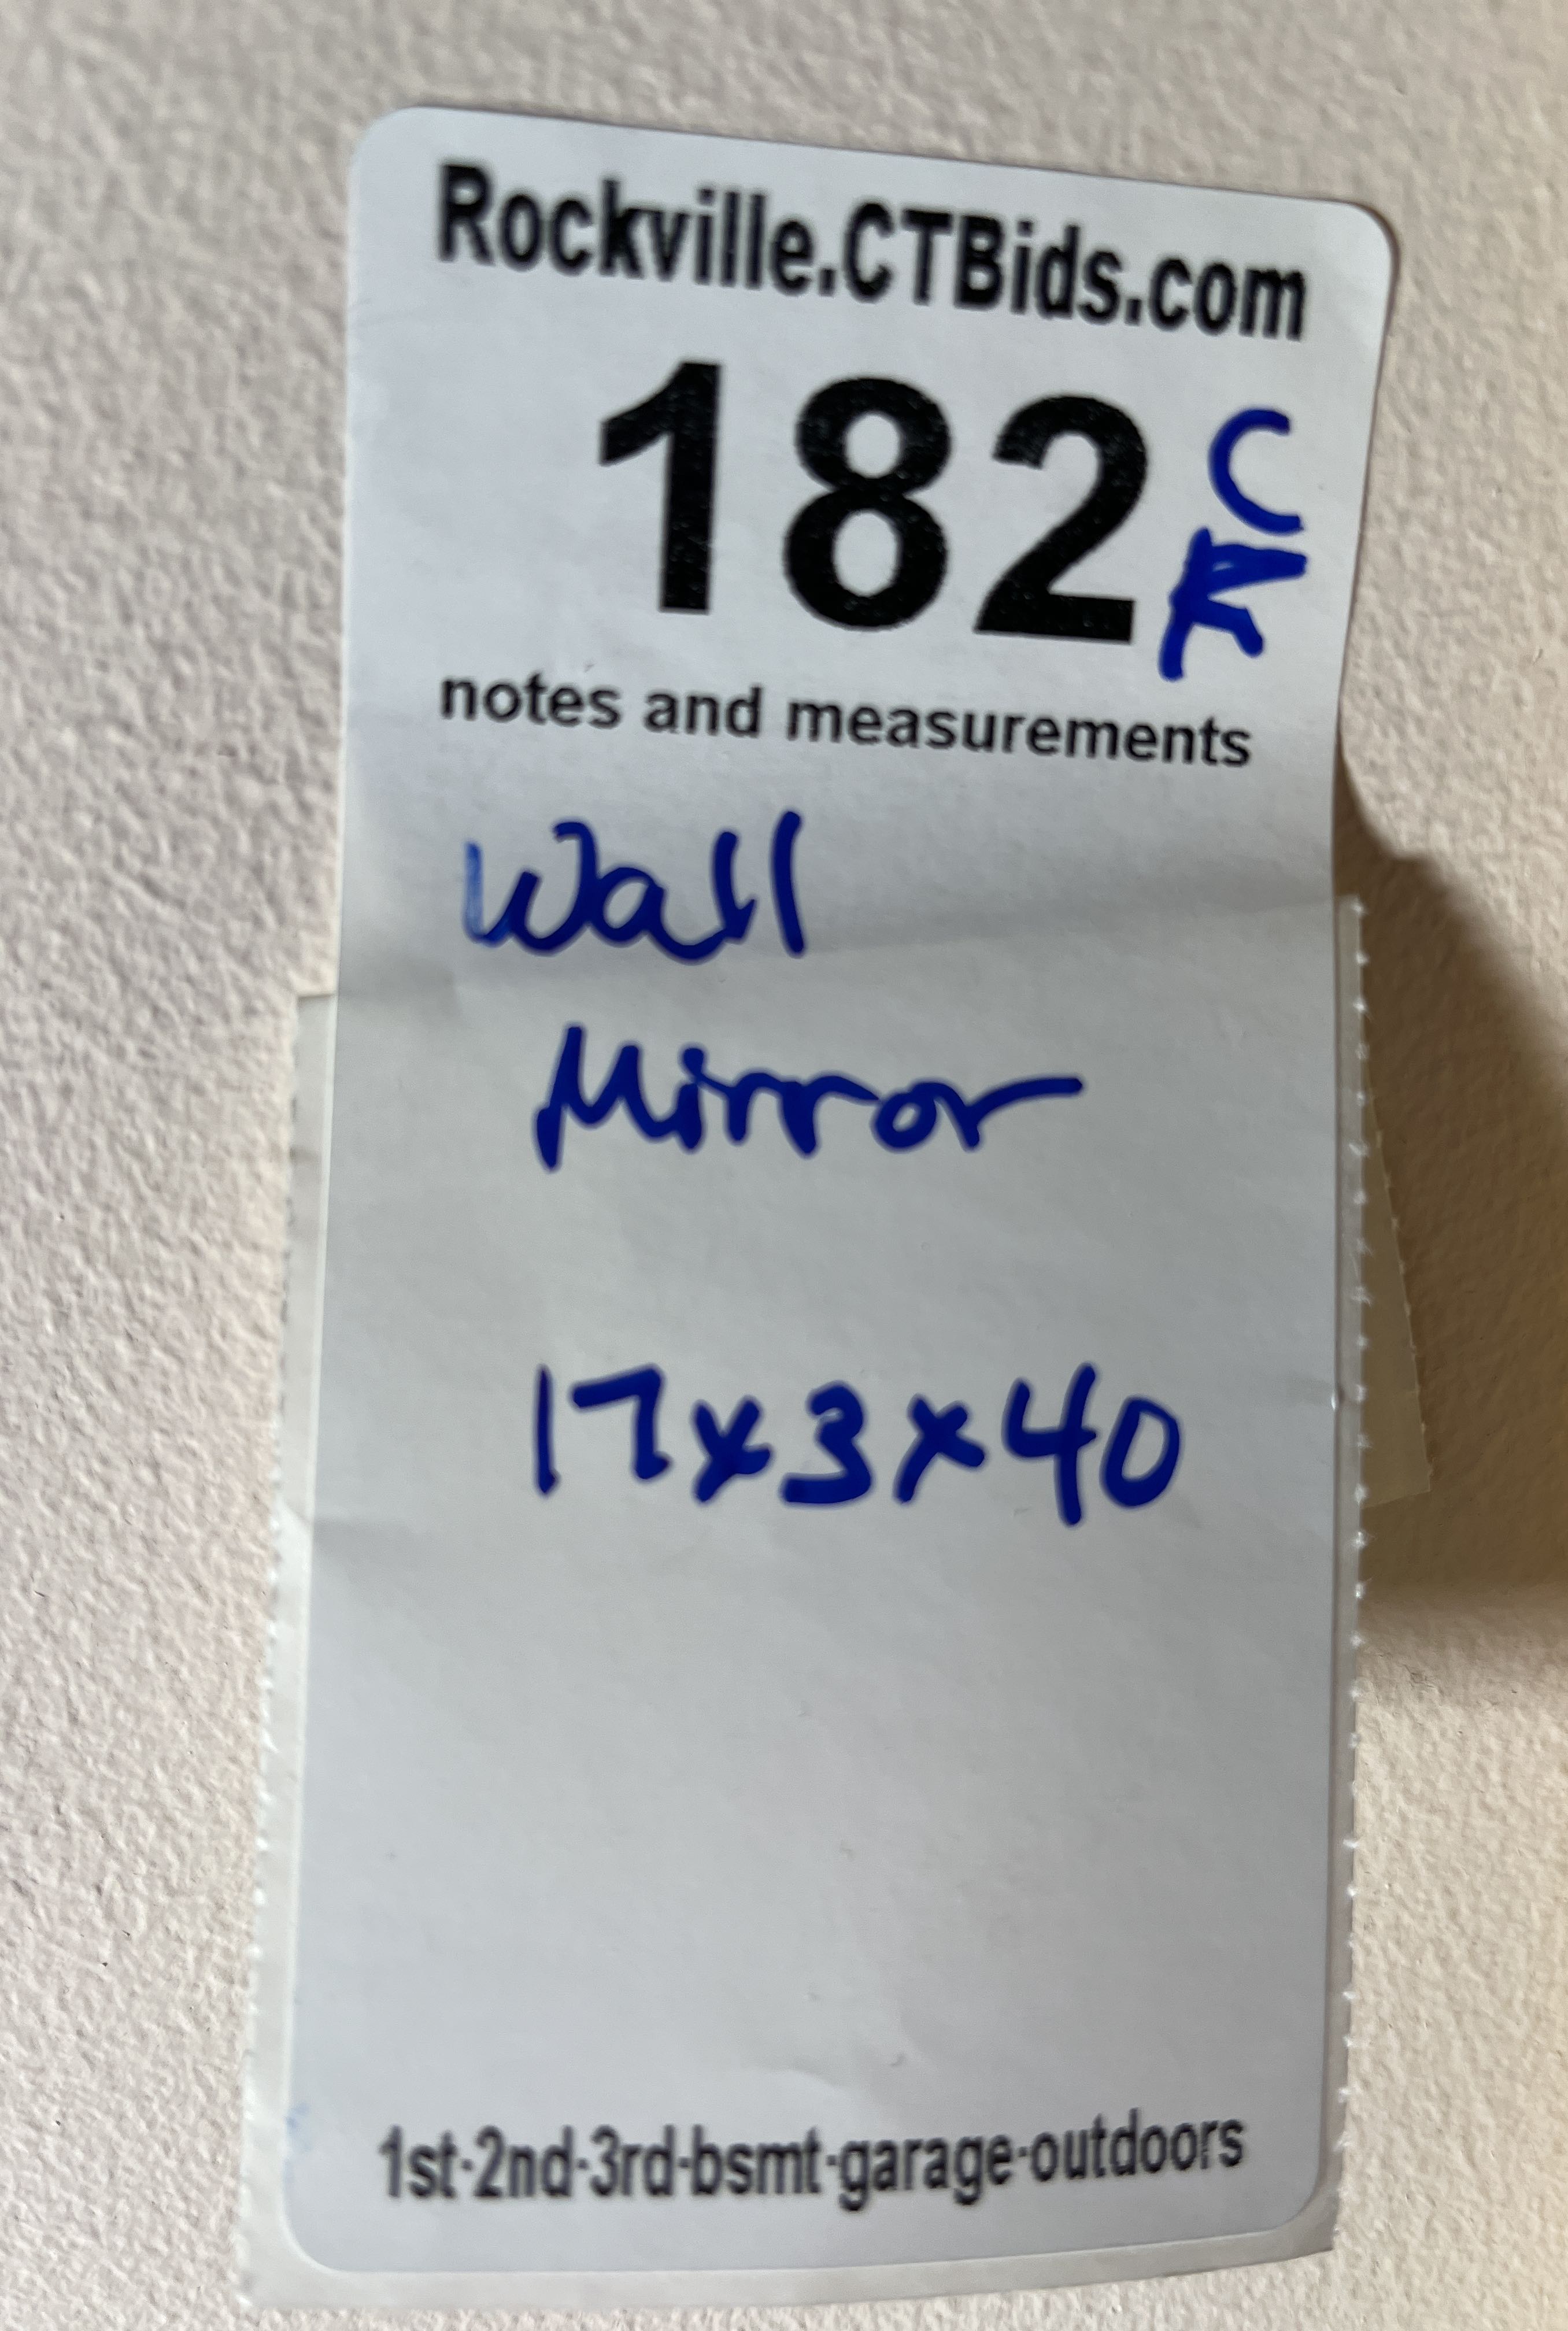 Rockville.CTBids.com
182 C
notes and measurements
Wall
Mirror
17x3x40
1st·2nd·3rd·bsmt·garage·outdoors